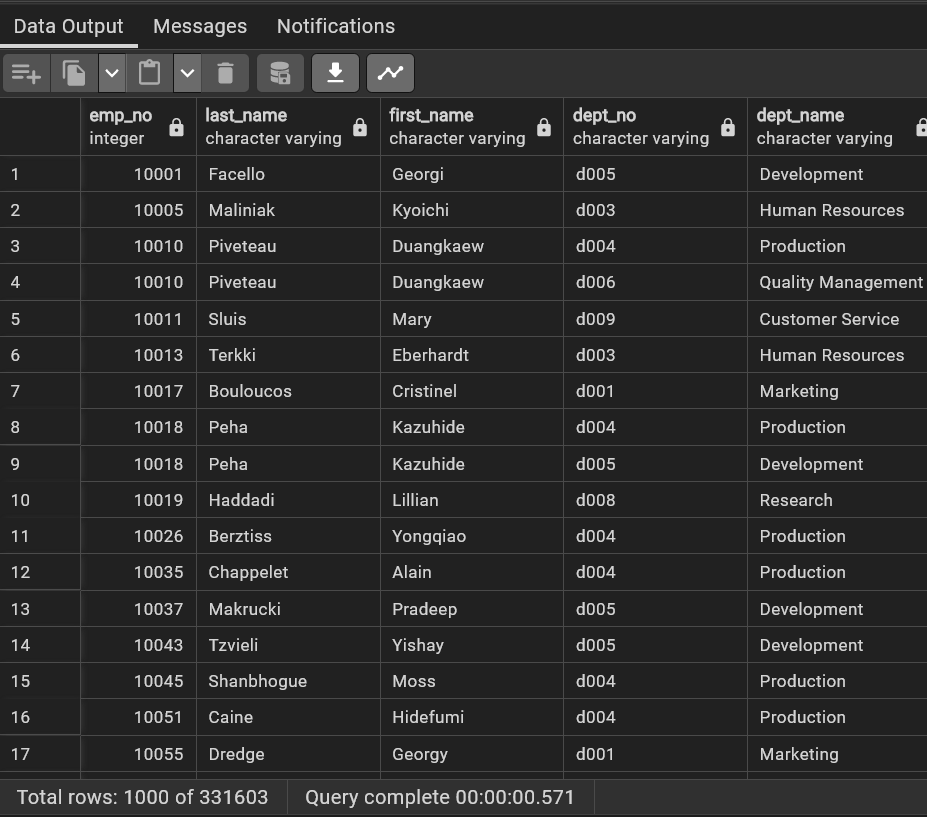 Data Output Messages Notifications
emp_no last_name first_name dept_no dept_name
integer character varying character varying character varying character varying
1 10001 Facello Georgi d005 Development
2 10005 Maliniak Kyoichi d003 Human Resources
3 10010 Piveteau Duangkaew d004 Production
4 10010 Piveteau Duangkaew d006 Quality Management
5 10011 Sluis Mary d009 Customer Service
6 10013 Terkki Eberhardt d003 Human Resources
7 10017 Bouloucos Cristinel d001 Marketing
8 10018 Peha Kazuhide d004 Production
9 10018 Peha Kazuhide d005 Development
10 10019 Haddadi Lillian d008 Research
11 10026 Berztiss Yongqiao d004 Production
12 10035 Chappelet Alain d004 Production
13 10037 Makrucki Pradeep d005 Development
14 10043 Tzvieli Yishay d005 Development
15 10045 Shanbhogue Moss d004 Production
16 10051 Caine Hidefumi d004 Production
17 10055 Dredge Georgy d001 Marketing
Total rows: 1000 of 331603 Query complete 00:00:00.571